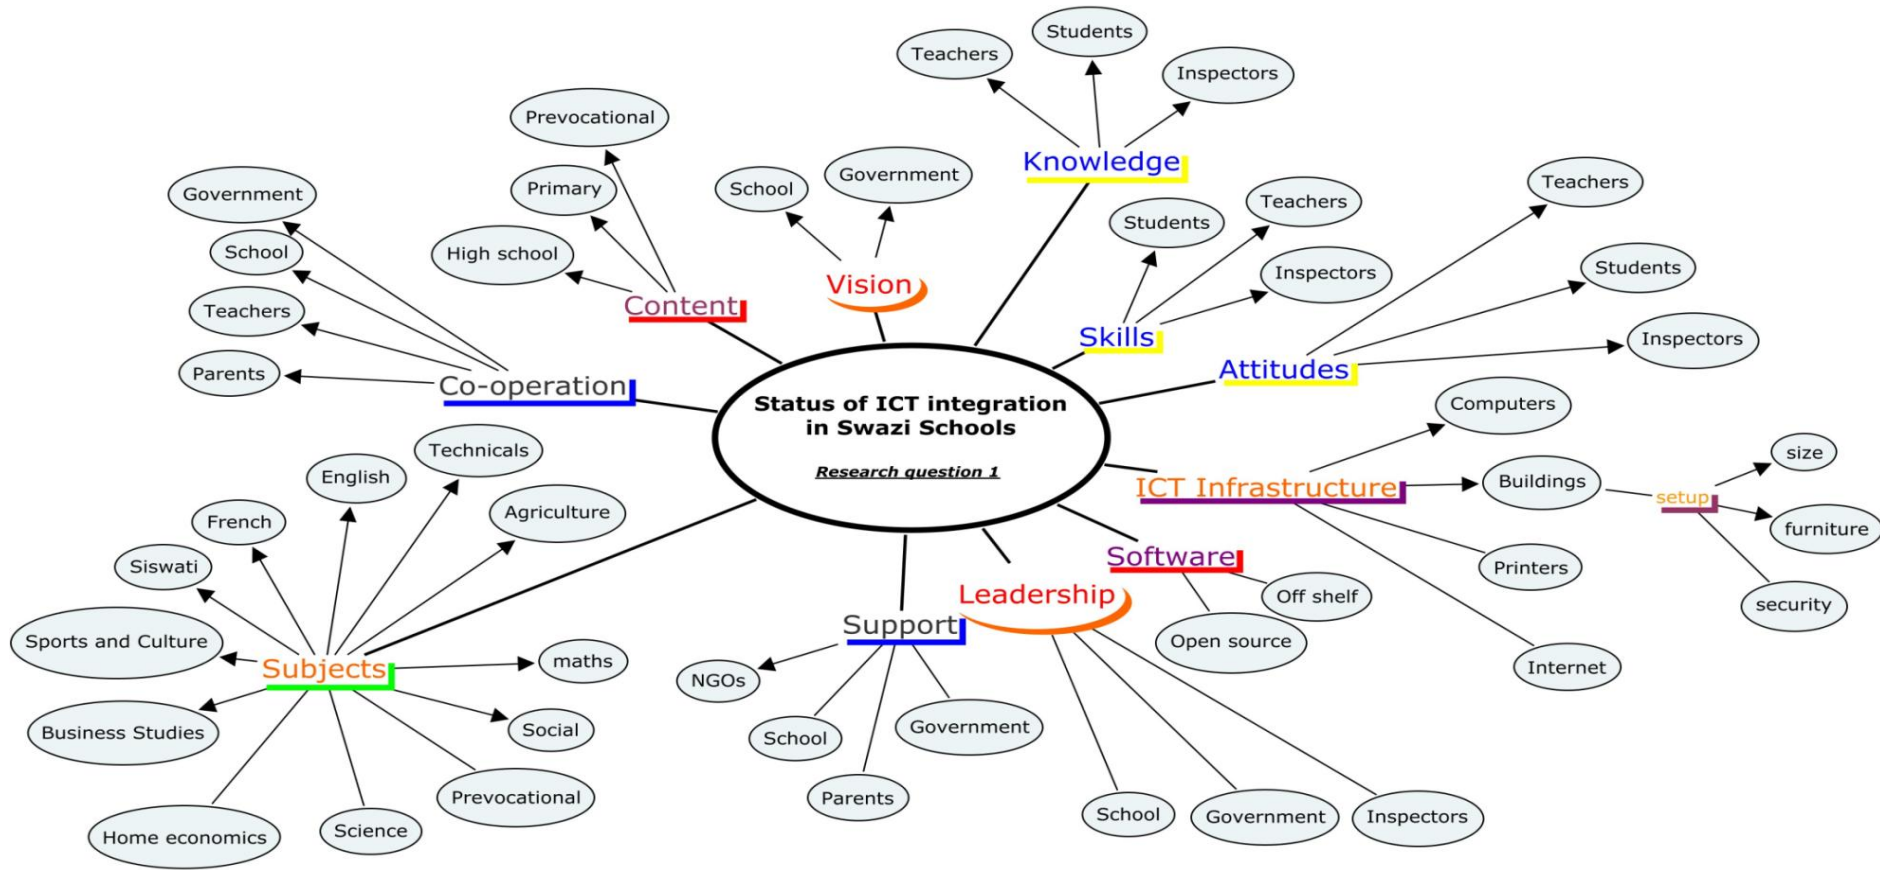 Status of ICT integration
in Swazi Schools
Research question 1
Knowledge
Teachers
Students
Inspectors
Skills
Students
Teachers
Inspectors
Attitudes
Teachers
Students
Inspectors
ICT Infrastructure
Computers
Buildings
setup
size
furniture
security
Printers
Internet
Software
Off shelf
Open source
Leadership
School
Government
Inspectors
Support
NGOs
School
Parents
Government
Subjects
maths
Social
Prevocational
Science
Home economics
Business Studies
Sports and Culture
Siswati
French
English
Technicals
Agriculture
Co-operation
Government
School
Teachers
Parents
Content
Prevocational
Primary
High school
Vision
School
Government